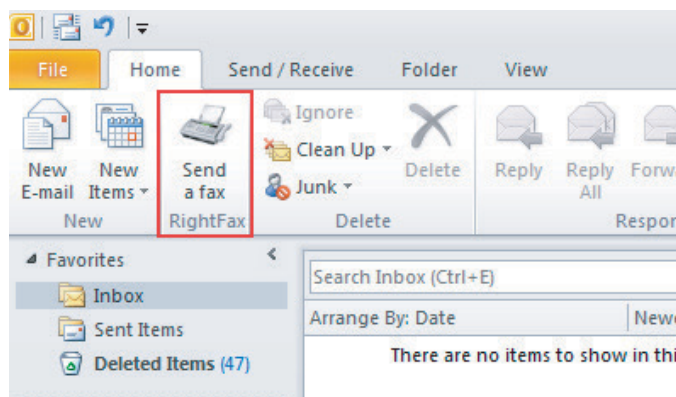 File Home Send / Receive Folder View
New E-mail
New Items
Send a fax
Ignore
Clean Up
Junk
Delete
Reply
Reply All
New
RightFax
Delete
Favorites
Inbox
Sent Items
Deleted Items (47)
Search Inbox (Ctrl+E)
Arrange By: Date
There are no items to show in